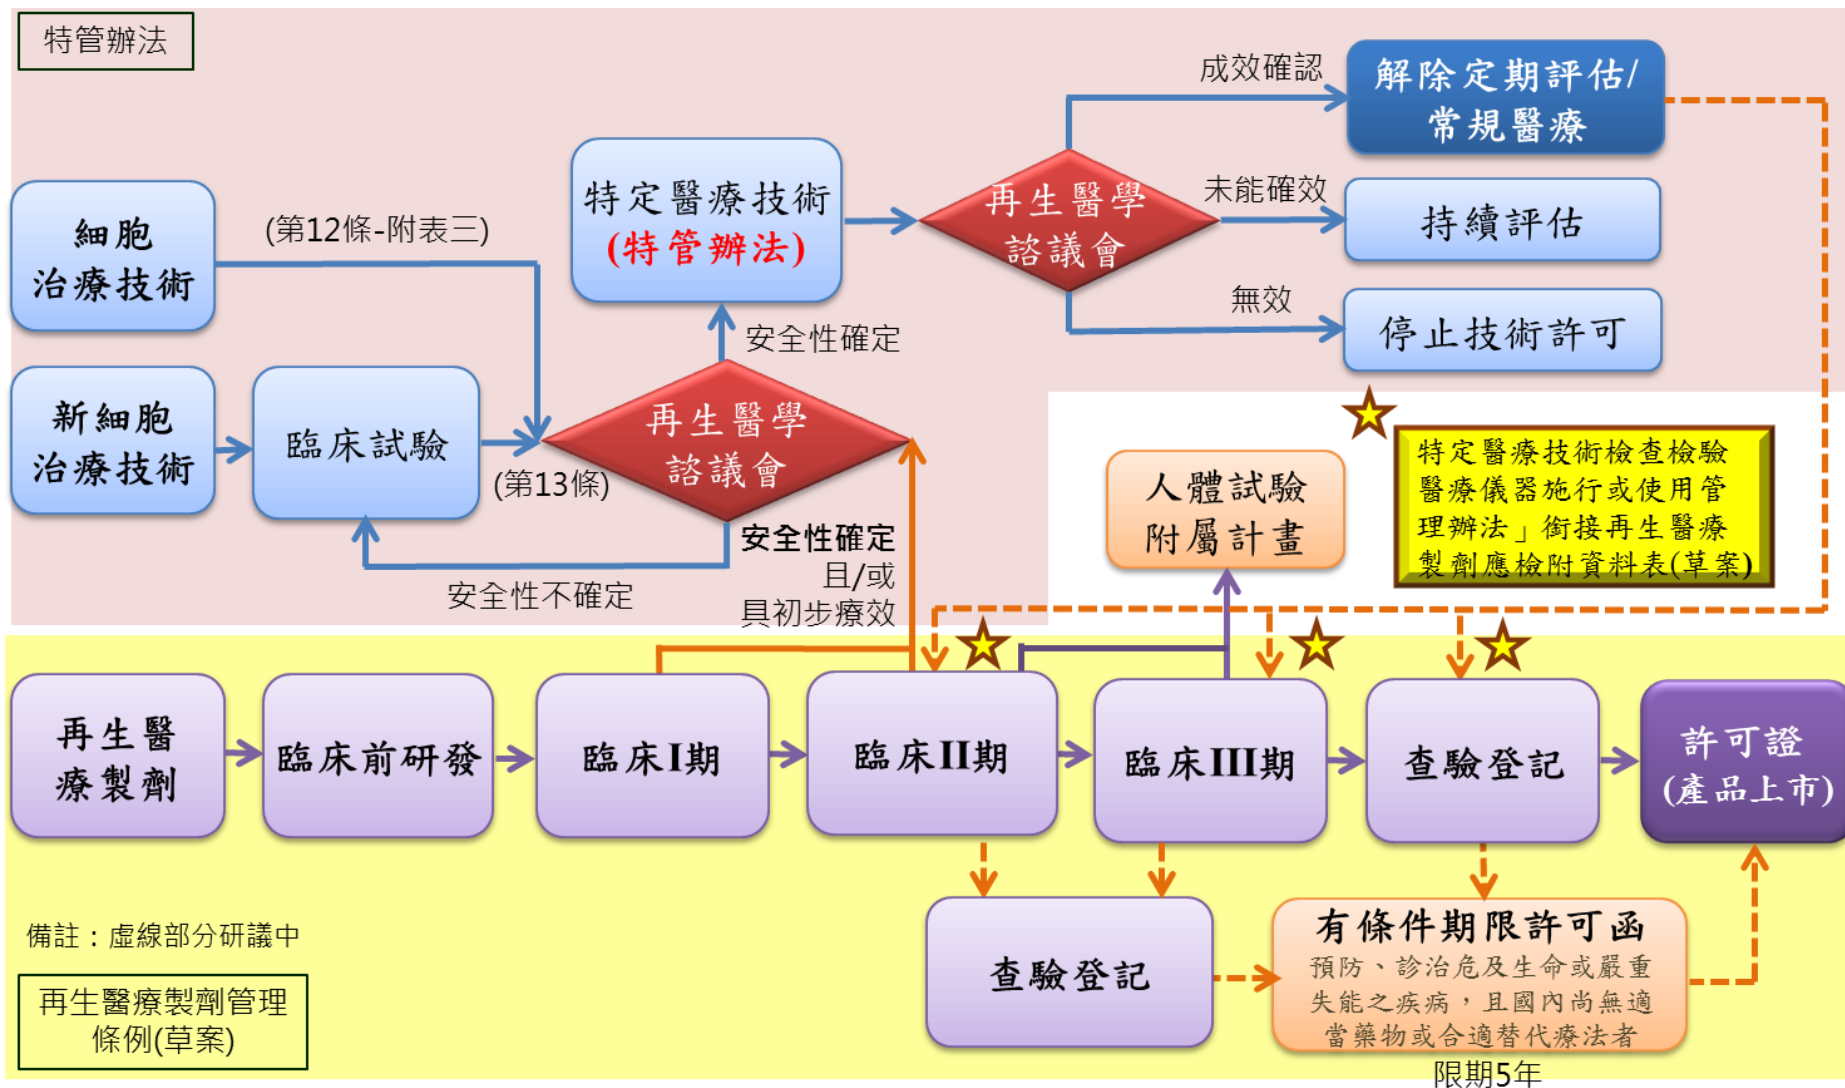 特管辦法
細胞
治療技術
(第12條-附表三)
新細胞
治療技術
臨床試驗
(第13條)
再生醫學
諮議會
安全性不確定
安全性確定
特定醫療技術
(特管辦法)
再生醫學
諮議會
成效確認
解除定期評估/
常規醫療
未能確效
持續評估
無效
停止技術許可
安全性確定
且/或
具初步療效
人體試驗
附屬計畫
特定醫療技術檢查檢驗
醫療儀器施行或使用管
理辦法」銜接再生醫療
製劑應檢附資料表(草案)
再生醫
療製劑
臨床前研發
臨床I期
臨床II期
臨床III期
查驗登記
許可證
(產品上市)
查驗登記
有條件期限許可函
預防、診治危及生命或嚴重
失能之疾病，且國內尚無適
當藥物或合適替代療法者
限期5年
備註：虛線部分研議中
再生醫療製劑管理
條例(草案)